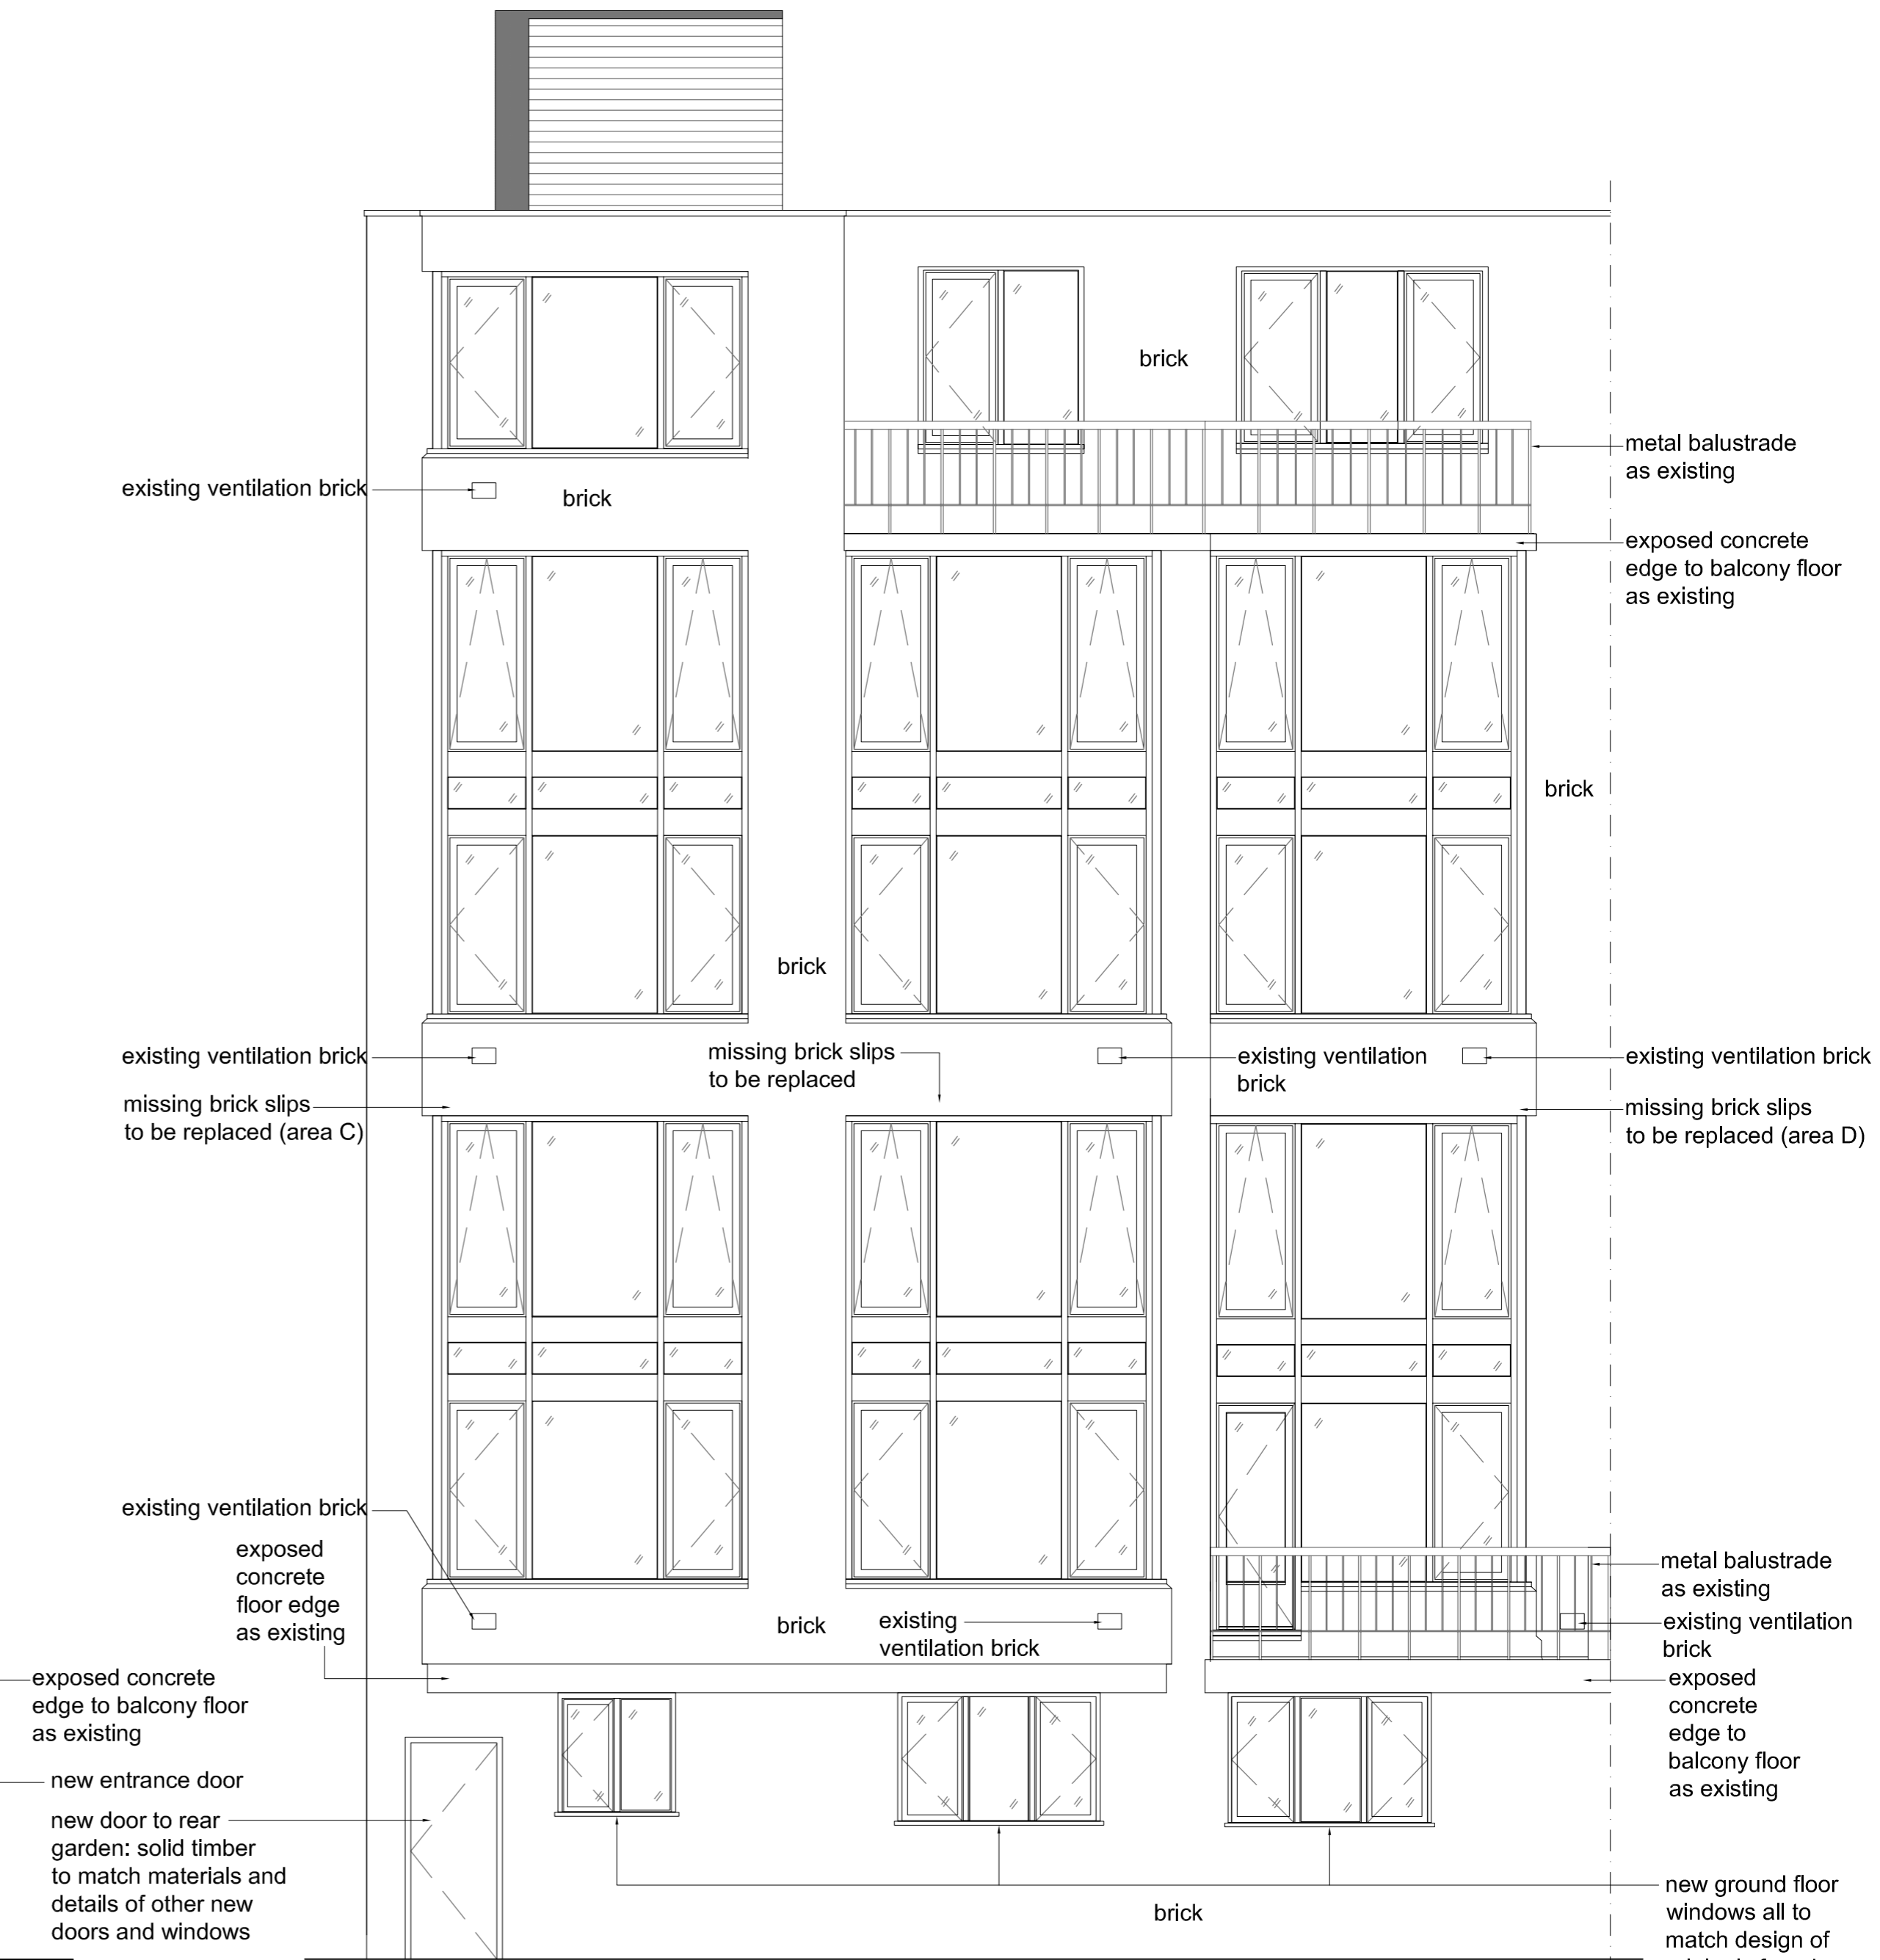 brick
metal balustrade
as existing
existing ventilation brick
brick
exposed concrete
edge to balcony floor
as existing
brick
brick
existing ventilation brick
missing brick slips
to be replaced
existing ventilation
brick
existing ventilation brick
missing brick slips
to be replaced (area C)
missing brick slips
to be replaced (area D)
existing ventilation brick
exposed
concrete
floor edge
as existing
metal balustrade
as existing
brick
existing
ventilation brick
existing ventilation
brick
exposed concrete
edge to balcony floor
as existing
exposed
concrete
edge to
balcony floor
as existing
new entrance door
new door to rear
garden: solid timber
to match materials and
details of other new
doors and windows
brick
new ground floor
windows all to
match design of